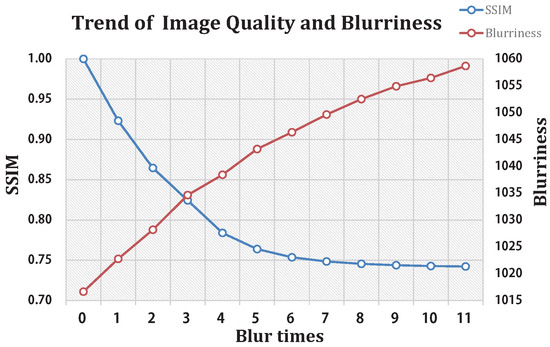 Trend of Image Quality and Blurriness
SSIM
Blurriness
1.00
0.95
0.90
0.85
0.80
0.75
0.70
SSIM
1060
1055
1050
1045
1040
1035
1030
1025
1020
1015
Blurriness
0 1 2 3 4 5 6 7 8 9 10 11
Blur times